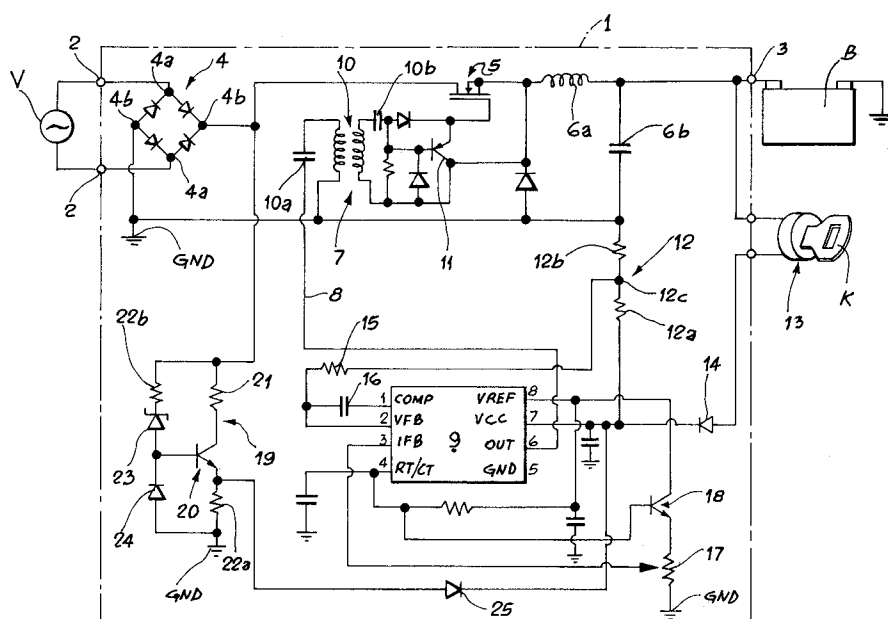 1
2
4a
4
V
4b
4b
2
4a
GND
10
10b
5
6a
3
B
10a
7
11
6b
8
12b
12
12c
12a
13
K
22b
21
23
19
20
24
22a
GND
15
16
14
1 COMP VREF 8
2 VFB VCC 7
3 IFB 9 OUT 6
4 RT/CT GND 5
18
17
GND
25